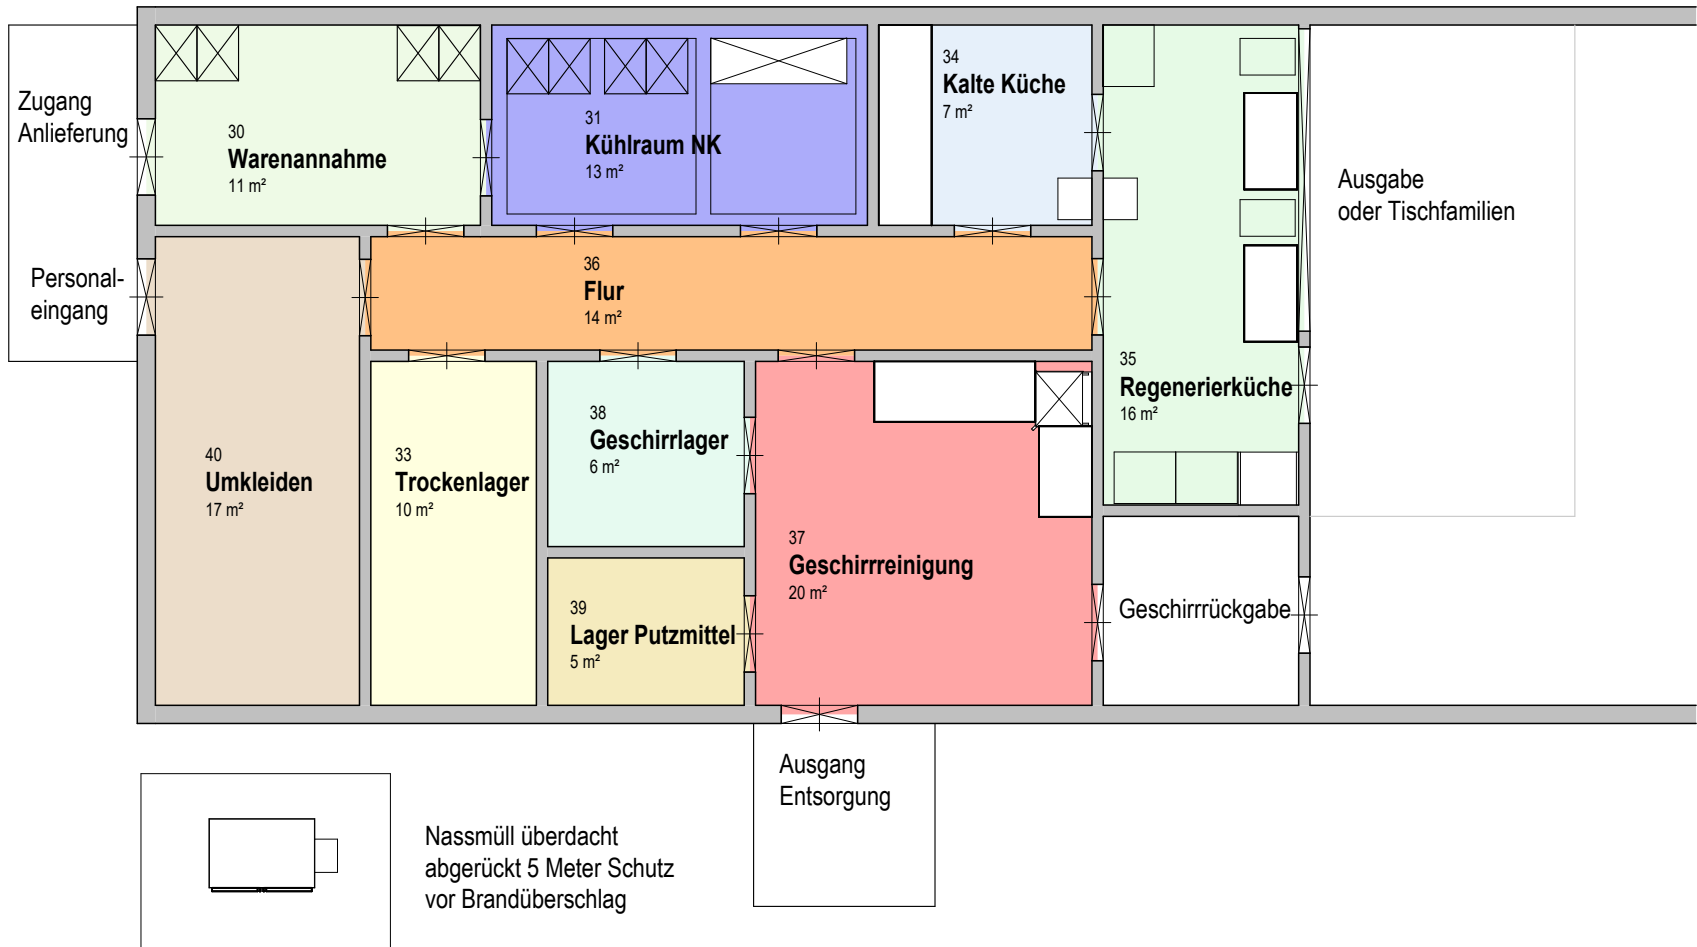 Zugang
Anlieferung
30
Warenannahme
11 m²
31
Kühlraum NK
13 m²
34
Kalte Küche
7 m²
Ausgabe
oder Tischfamilien
Personal-
eingang
36
Flur
14 m²
35
Regenerierküche
16 m²
40
Umkleiden
17 m²
33
Trockenlager
10 m²
38
Geschirrlager
6 m²
37
Geschirrreinigung
20 m²
39
Lager Putzmittel
5 m²
Geschirrrückgabe
Ausgang
Entsorgung
Nassmüll überdacht
abgerückt 5 Meter Schutz
vor Brandüberschlag